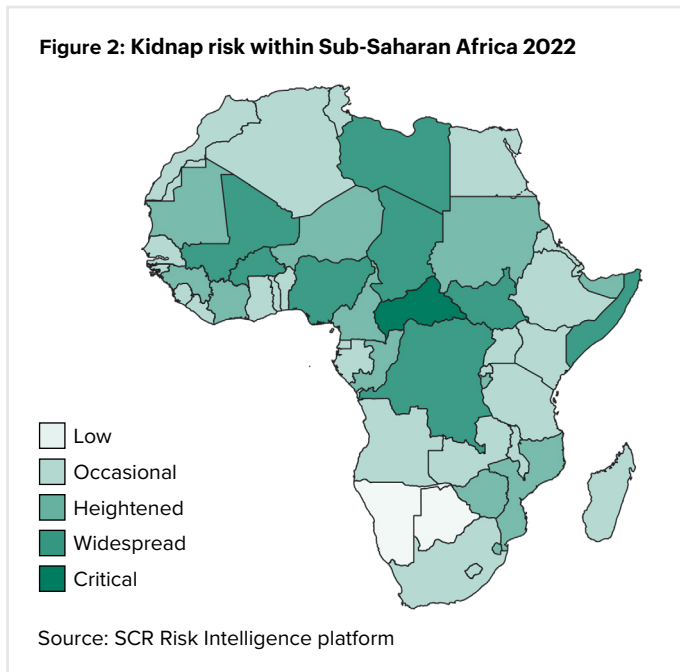 Figure 2: Kidnap risk within Sub-Saharan Africa 2022
Low
Occasional
Heightened
Widespread
Critical
Source: SCR Risk Intelligence platform